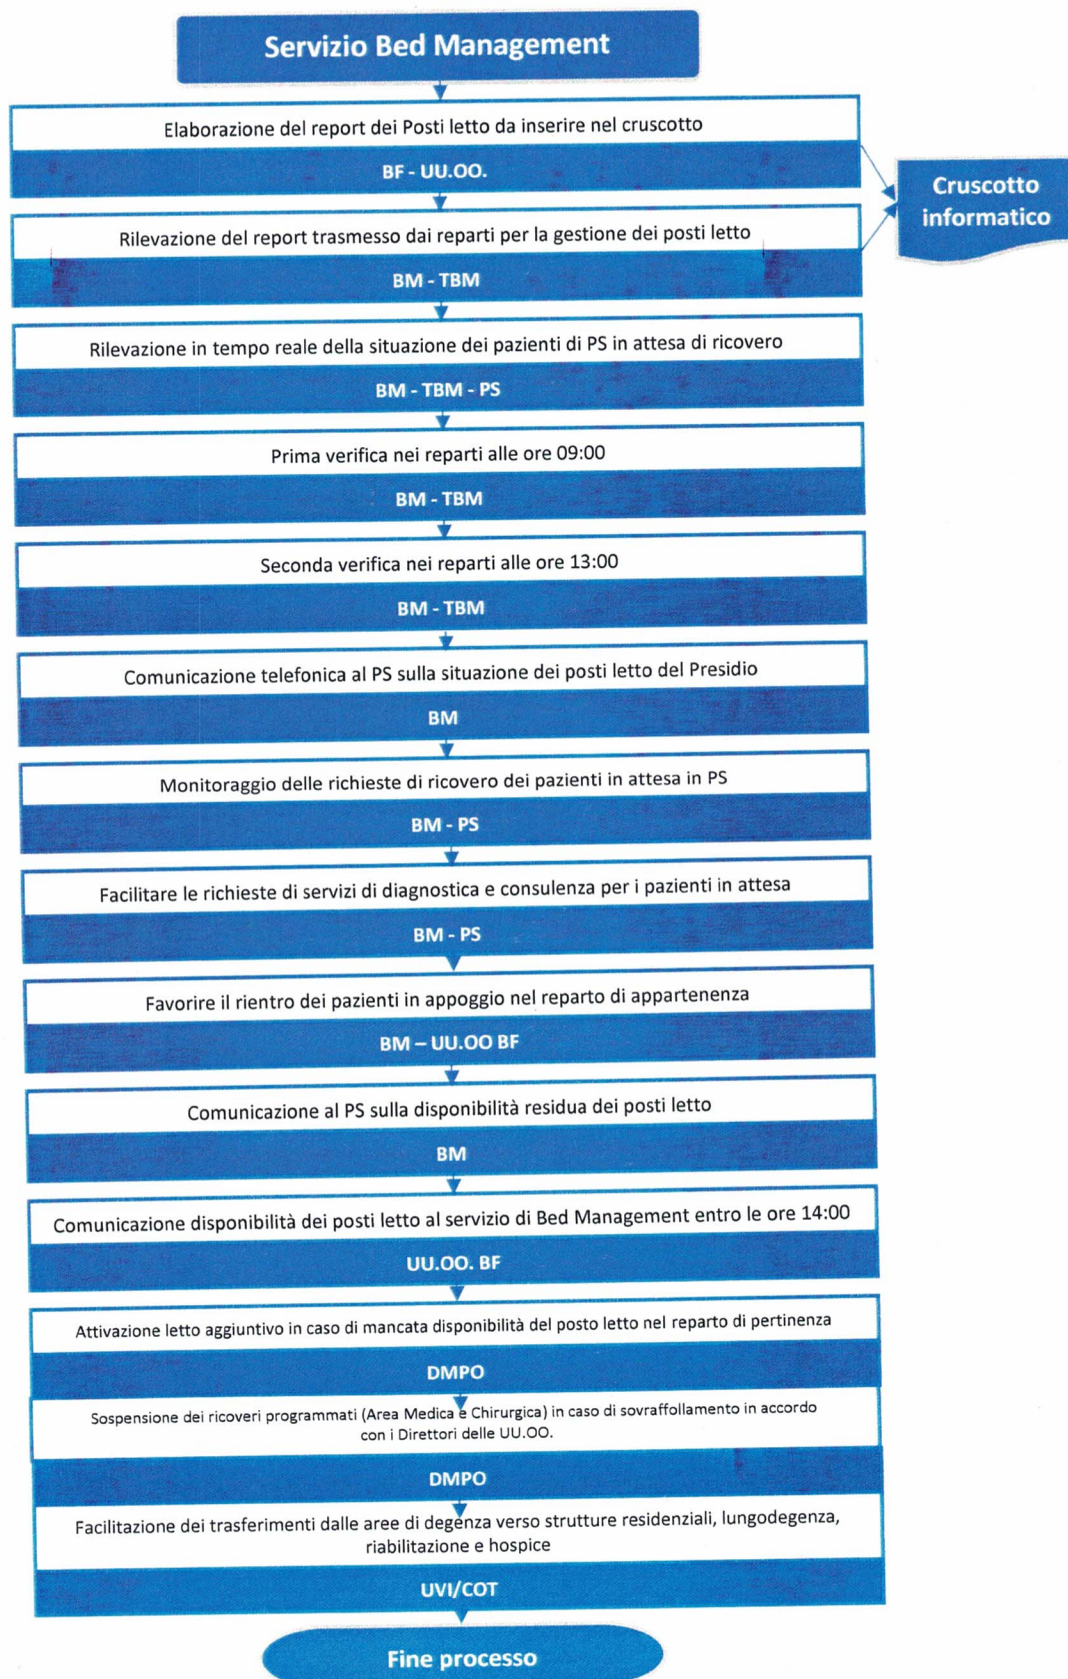 Servizio Bed Management
Elaborazione del report dei Posti letto da inserire nel cruscotto
BF - UU.OO.
Cruscotto
informatico
Rilevazione del report trasmesso dai reparti per la gestione dei posti letto
BM - TBM
Rilevazione in tempo reale della situazione dei pazienti di PS in attesa di ricovero
BM - TBM - PS
Prima verifica nei reparti alle ore 09:00
BM - TBM
Seconda verifica nei reparti alle ore 13:00
BM - TBM
Comunicazione telefonica al PS sulla situazione dei posti letto del Presidio
BM
Monitoraggio delle richieste di ricovero dei pazienti in attesa in PS
BM - PS
Facilitare le richieste di servizi di diagnostica e consulenza per i pazienti in attesa
BM - PS
Favorire il rientro dei pazienti in appoggio nel reparto di appartenenza
BM – UU.OO BF
Comunicazione al PS sulla disponibilità residua dei posti letto
BM
Comunicazione disponibilità dei posti letto al servizio di Bed Management entro le ore 14:00
UU.OO. BF
Attivazione letto aggiuntivo in caso di mancata disponibilità del posto letto nel reparto di pertinenza
DMPO
Sospensione dei ricoveri programmati (Area Medica e Chirurgica) in caso di sovraffollamento in accordo
con i Direttori delle UU.OO.
DMPO
Facilitazione dei trasferimenti dalle aree di degenza verso strutture residenziali, lungodegenza,
riabilitazione e hospice
UVI/COT
Fine processo